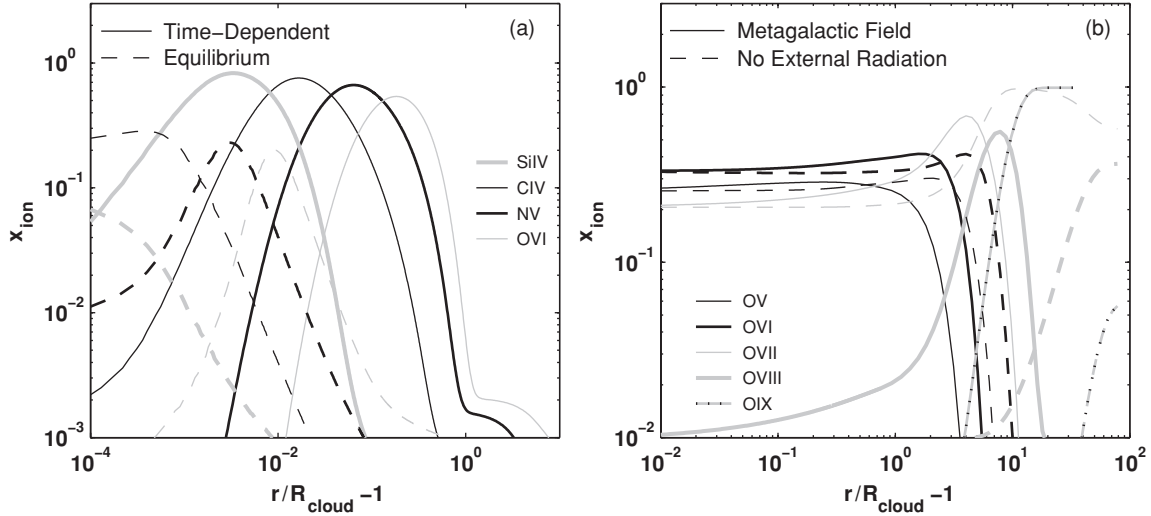 (a)
Time-Dependent
Equilibrium
10^0
10^-1
10^-2
10^-3
x_ion
SiIV
CIV
NV
OVI
10^-4
10^-2
10^0
r/R_cloud -1
(b)
Metagalactic Field
No External Radiation
10^0
10^-1
10^-2
x_ion
OV
OVI
OVII
OVIII
OIX
10^-2
10^-1
10^0
10^1
10^2
r/R_cloud -1